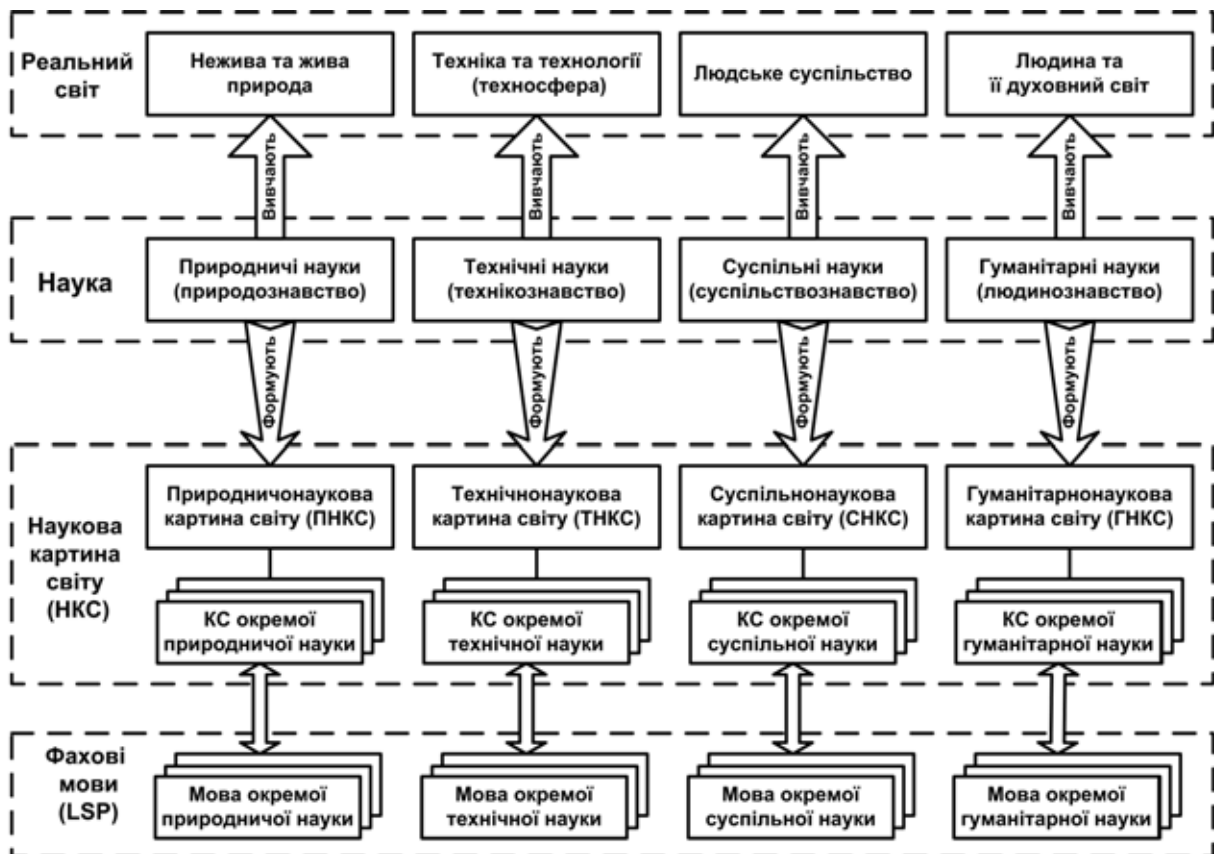 Реальний
світ
Нежива та жива
природа
Техніка та технології
(техносфера)
Людське суспільство
Людина та
її духовний світ
Вивчають
Вивчають
Вивчають
Вивчають
Наука
Природничі науки
(природознавство)
Технічні науки
(технікознавство)
Суспільні науки
(суспільствознавство)
Гуманітарні науки
(людинознавство)
Формують
Формують
Формують
Формують
Наукова
картина
світу
(НКС)
Природничонаукова
картина світу (ПНКС)
Технічнонаукова
картина світу (ТНКС)
Суспільнонаукова
картина світу (СНКС)
Гуманітарнонаукова
картина світу (ГНКС)
КС окремої
природничої науки
КС окремої
технічної науки
КС окремої
суспільної науки
КС окремої
гуманітарної науки
Фахові
мови
(LSP)
Мова окремої
природничої науки
Мова окремої
технічної науки
Мова окремої
суспільної науки
Мова окремої
гуманітарної науки